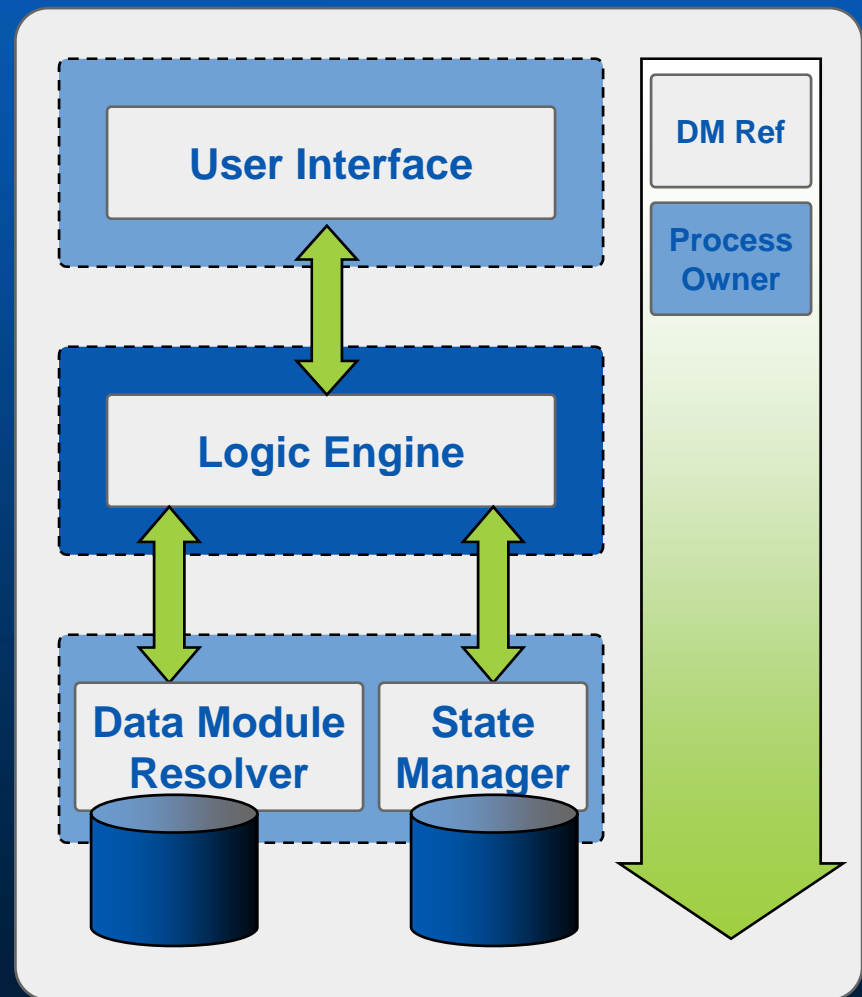 User Interface
DM Ref
Process
Owner
Logic Engine
Data Module
Resolver
State
Manager